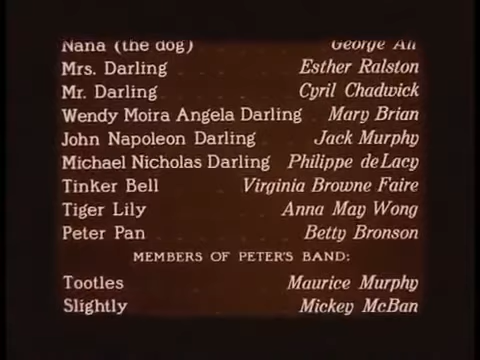 Nana (the dog) George Ali
Mrs. Darling Esther Ralston
Mr. Darling Cyril Chadwick
Wendy Moira Angela Darling Mary Brian
John Napoleon Darling Jack Murphy
Michael Nicholas Darling Philippe de Lacy
Tinker Bell Virginia Browne Faire
Tiger Lily Anna May Wong
Peter Pan Betty Bronson
MEMBERS OF PETER'S BAND:
Tootles Maurice Murphy
Slightly Mickey McBan